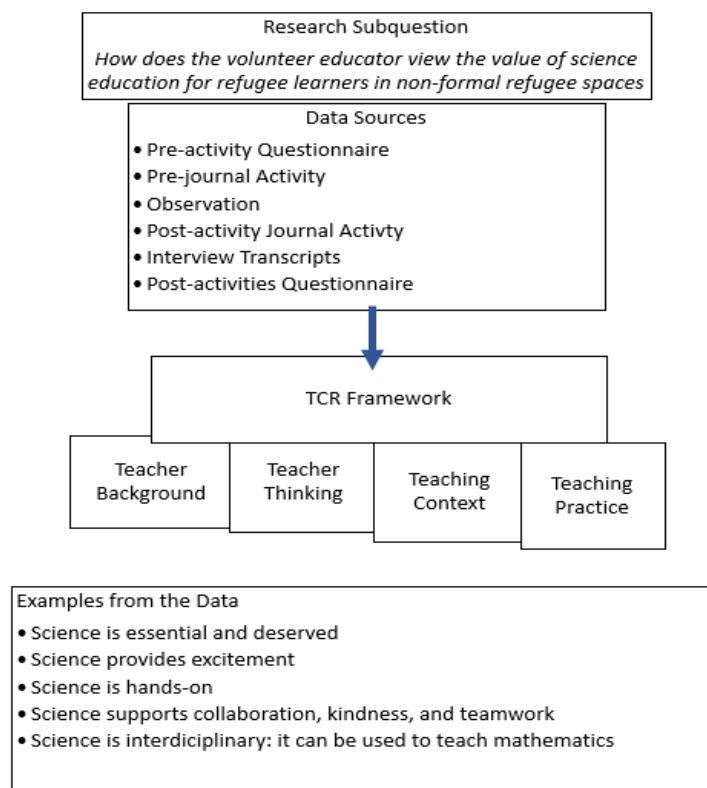 Research Subquestion
How does the volunteer educator view the value of science
education for refugee learners in non-formal refugee spaces
Data Sources
• Pre-activity Questionnaire
• Pre-journal Activity
• Observation
• Post-activity Journal Activty
• Interview Transcripts
• Post-activities Questionnaire
TCR Framework
Teacher
Background
Teacher
Thinking
Teaching
Context
Teaching
Practice
Examples from the Data
• Science is essential and deserved
• Science provides excitement
• Science is hands-on
• Science supports collaboration, kindness, and teamwork
• Science is interdiciplinary: it can be used to teach mathematics